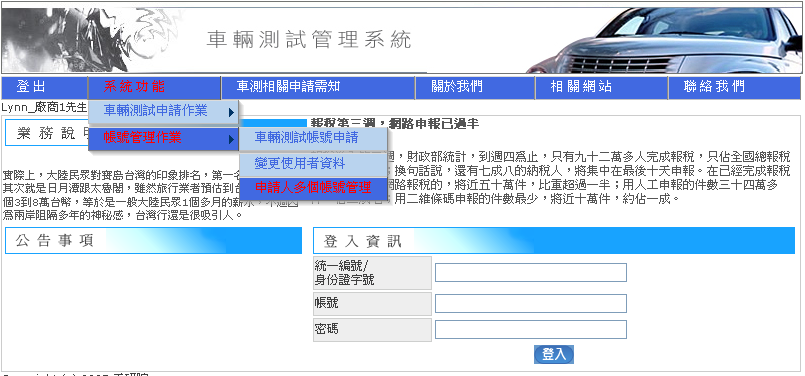 車輛測試管理系統
登出 系統功能 車測相關申請需知 關於我們 相關網站 聯絡我們
Lynn_廠商1先生
車輛測試申請作業
帳號管理作業
車輛測試帳號申請
變更使用者資料
申請人多個帳號管理
業務說明
實際上，大陸民眾對寶島台灣的印象排名，第一名
其次就是日月潭跟太魯閣，雖然旅行業者預估到台
個3到8萬台幣，等於是一般大陸民眾1個多月的薪水，不過因
為兩岸阻隔多年的神秘感，台灣行還是很吸引人。
報稅第三週，網路申報已過半
週，財政部統計，到週四為止，只有九十二萬多人完成報稅，只佔全國總報稅
換句話說，還有七成八的納稅人，將集中在最後十天申報。在已經完成報稅
網路報稅的，將近五十萬件，比重超過一半；用人工申報的件數三十四萬多
用二維條碼申報的件數最少，將近十萬件，約佔一成。
公告事項
登入資訊
統一編號/
身份證字號
帳號
密碼
登入